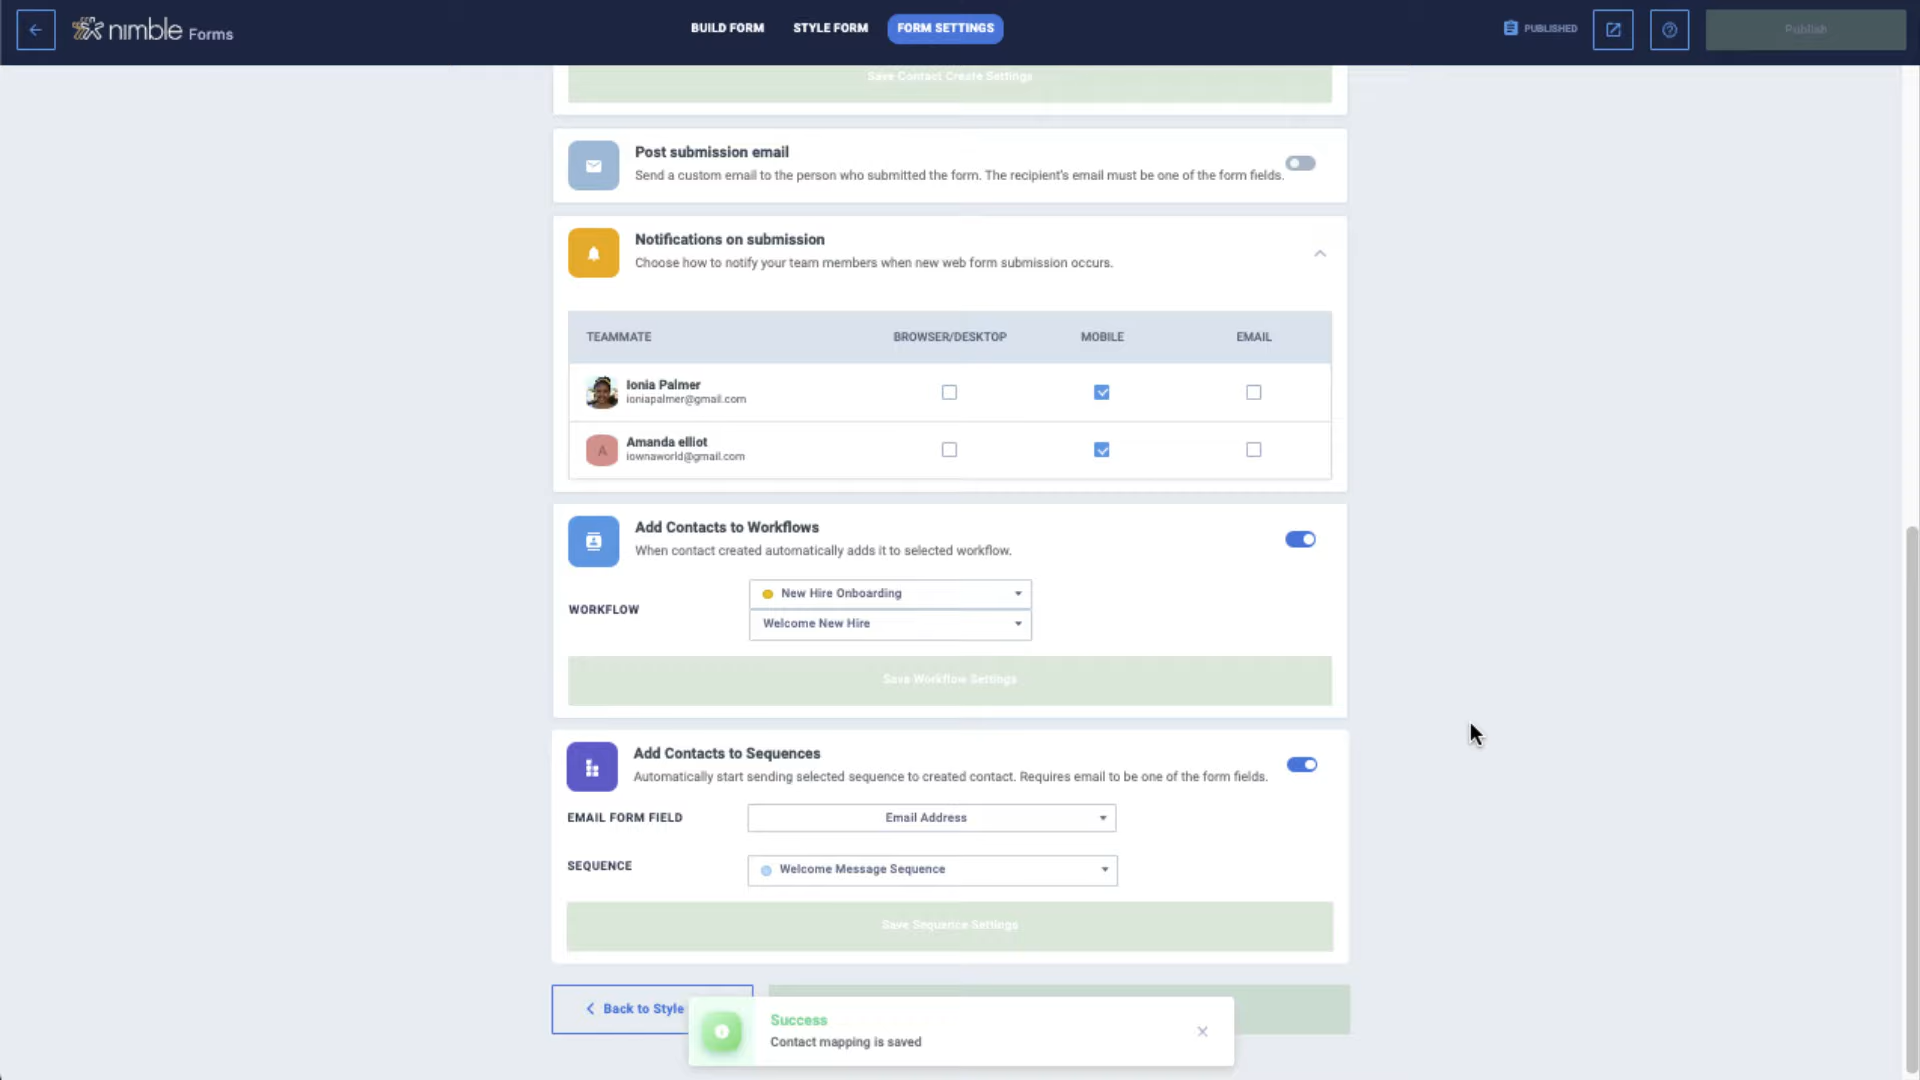 nimble Forms
BUILD FORM
STYLE FORM
FORM SETTINGS
PUBLISHED
Publish
Save Contact Create Settings
Post submission email
Send a custom email to the person who submitted the form. The recipient's email must be one of the form fields.
Notifications on submission
Choose how to notify your team members when new web form submission occurs.
TEAMMATE
BROWSER/DESKTOP
MOBILE
EMAIL
Ionia Palmer
ioniapalmer@gmail.com
A
Amanda elliot
iownaworld@gmail.com
Add Contacts to Workflows
When contact created automatically adds it to selected workflow.
WORKFLOW
New Hire Onboarding
Welcome New Hire
Save Workflow Settings
Add Contacts to Sequences
Automatically start sending selected sequence to created contact. Requires email to be one of the form fields.
EMAIL FORM FIELD
Email Address
SEQUENCE
Welcome Message Sequence
Save Sequence Settings
Back to Style
Success
Contact mapping is saved